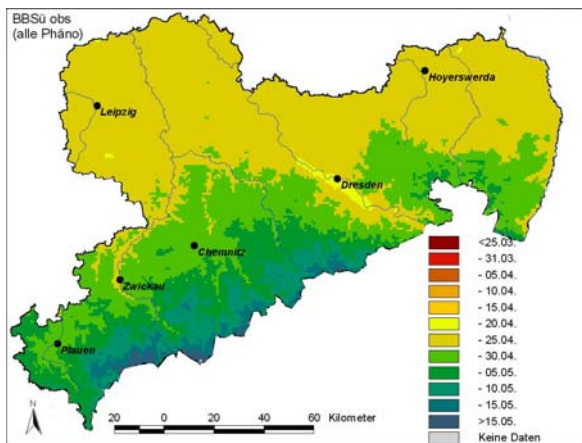 BBSü obs
(alle Phäno)
Hoyerswerda
Leipzig
Dresden
Chemnitz
Zwickau
Plauen
<25.03.
- 31.03.
- 05.04.
- 10.04.
- 15.04.
- 20.04.
- 25.04.
- 30.04.
- 05.05.
- 10.05.
- 15.05.
>15.05.
Keine Daten
N
20 0 20 40 60 Kilometer